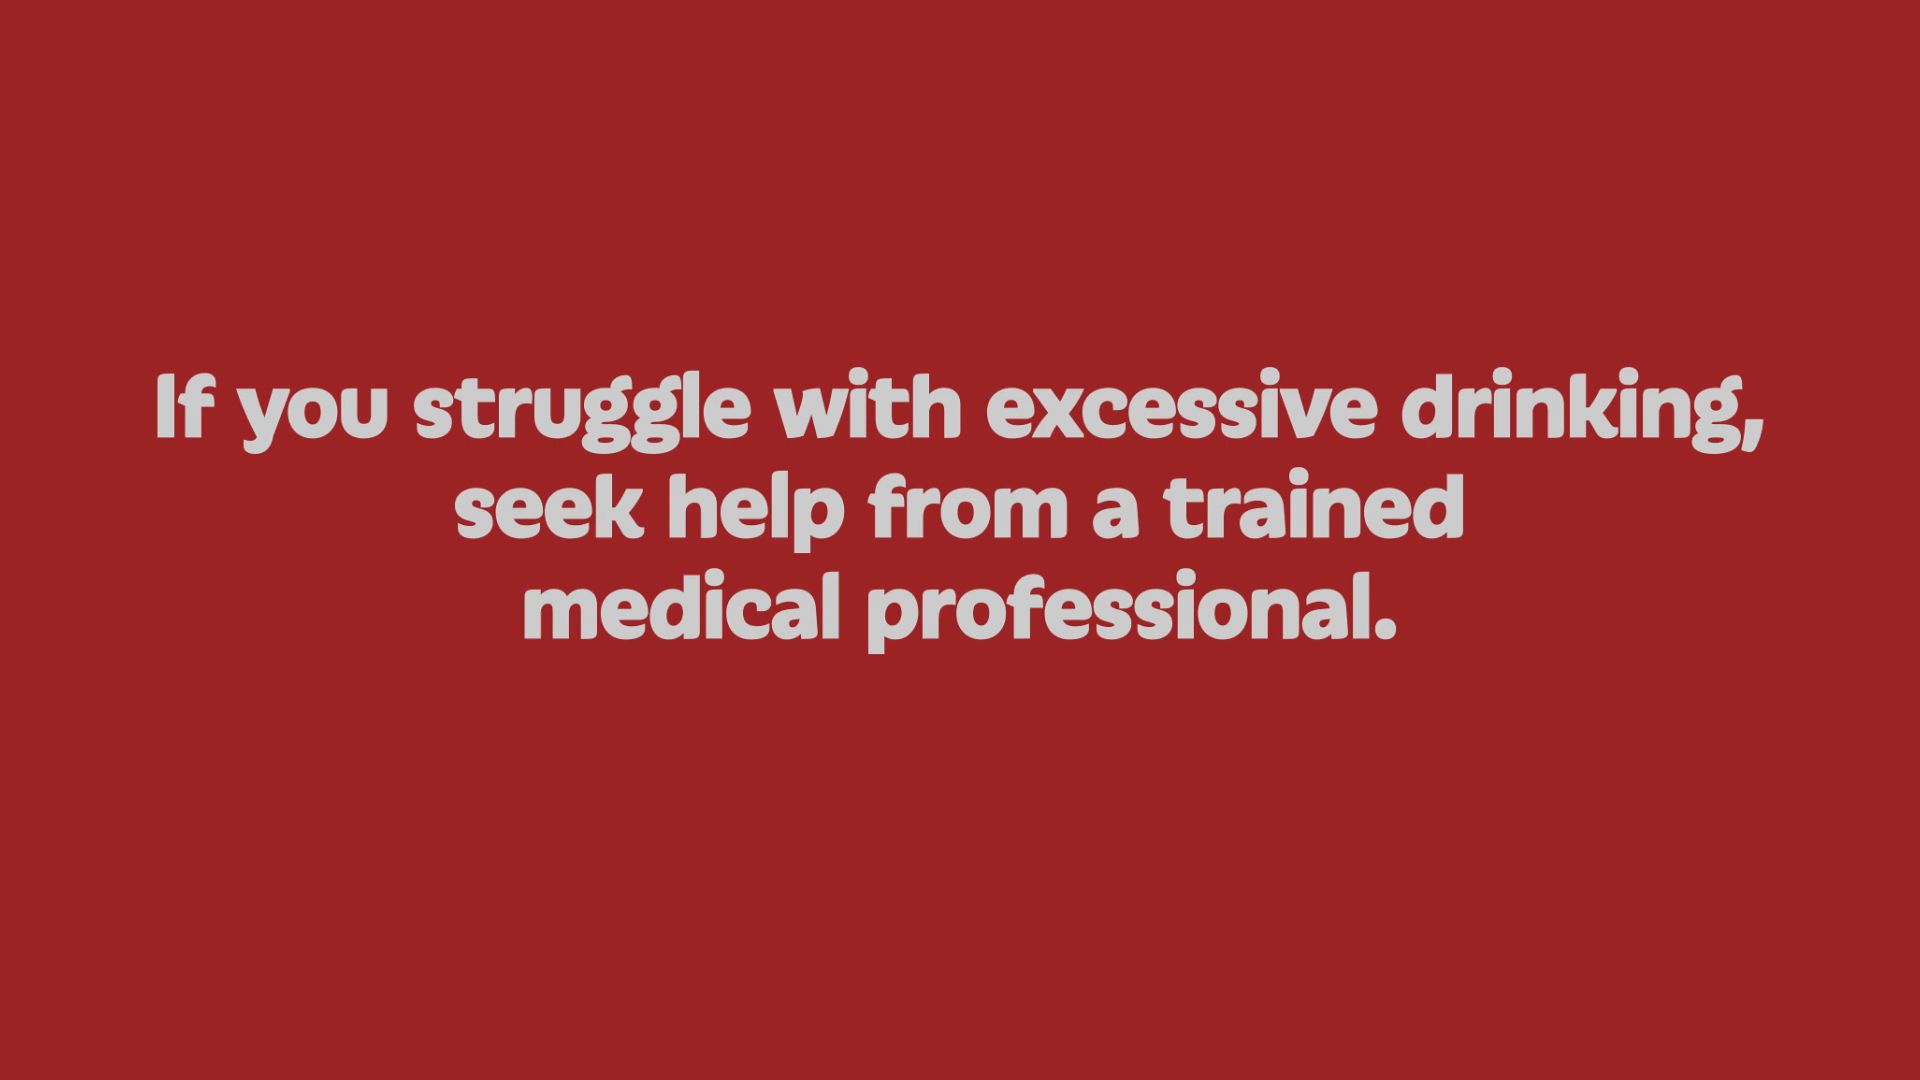 If you struggle with excessive drinking,
seek help from a trained
medical professional.